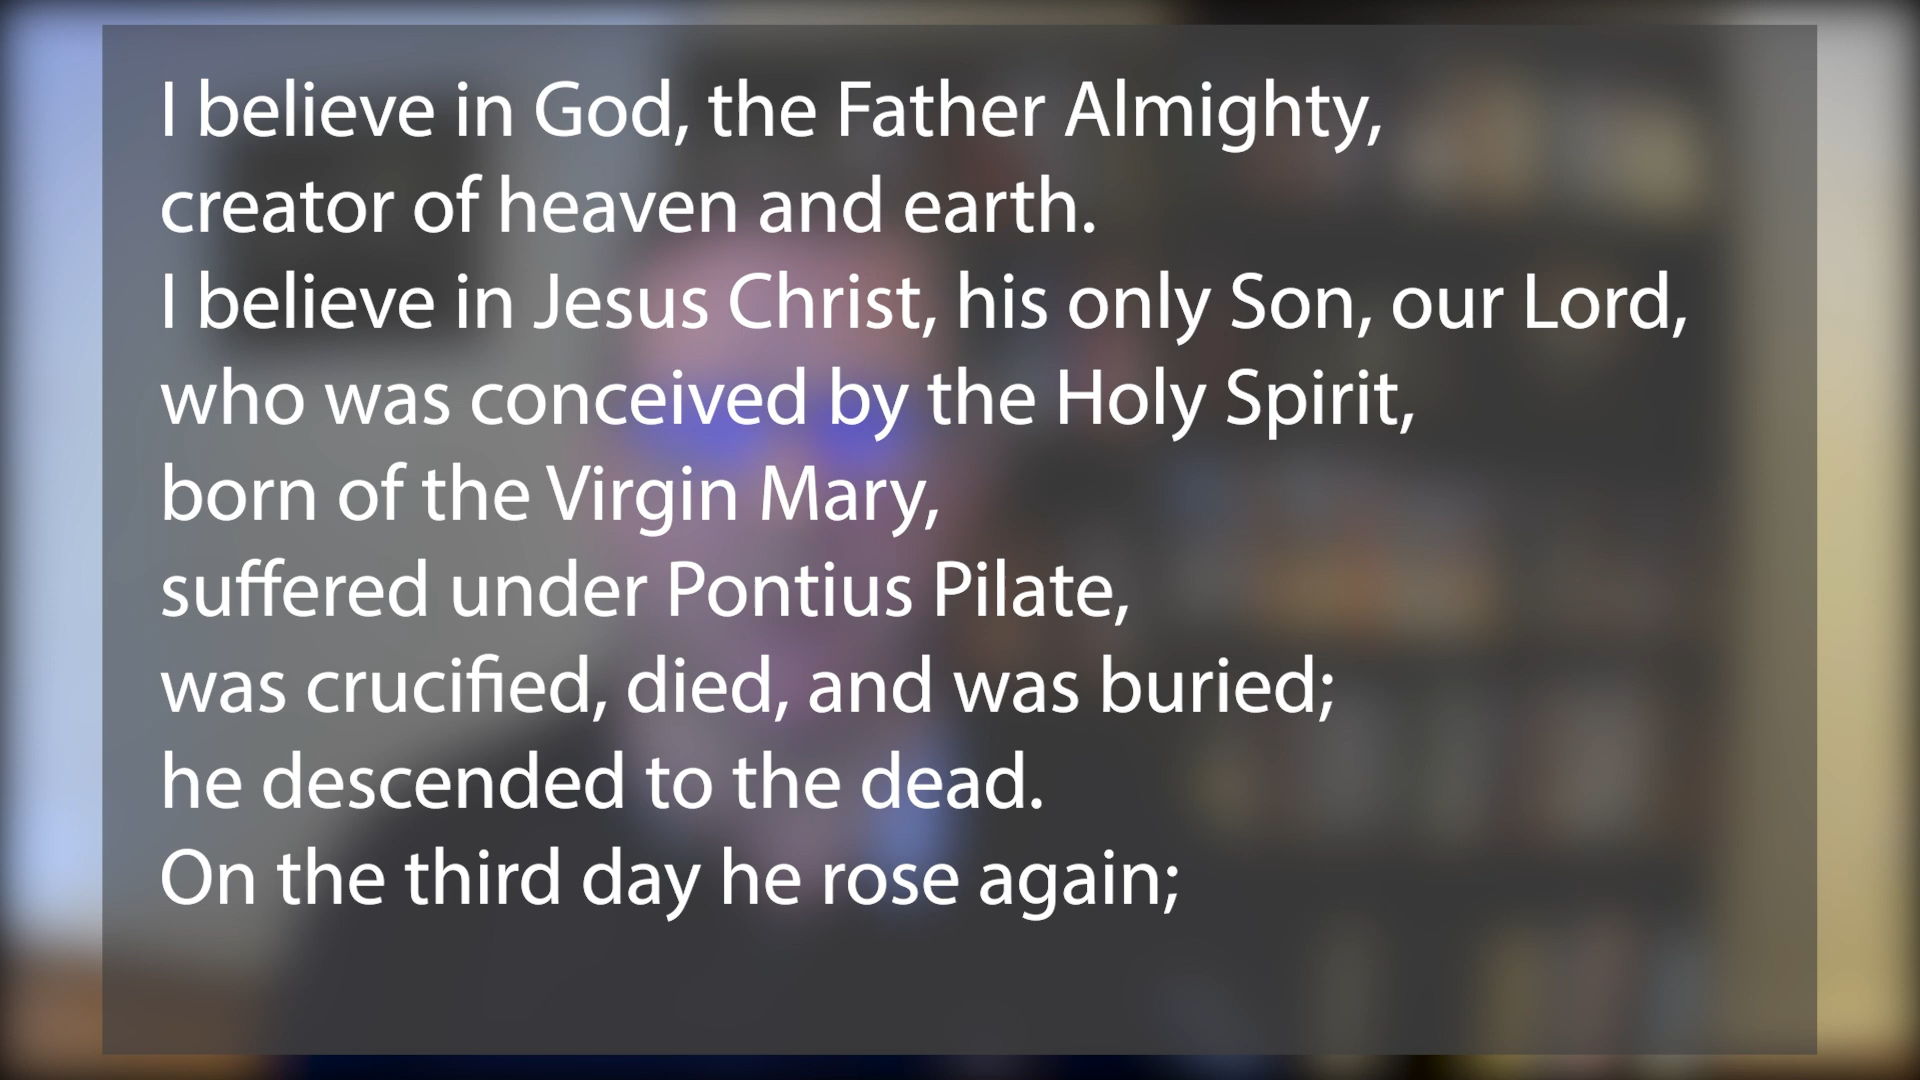 I believe in God, the Father Almighty,
creator of heaven and earth.
I believe in Jesus Christ, his only Son, our Lord,
who was conceived by the Holy Spirit,
born of the Virgin Mary,
suffered under Pontius Pilate,
was crucified, died, and was buried;
he descended to the dead.
On the third day he rose again;